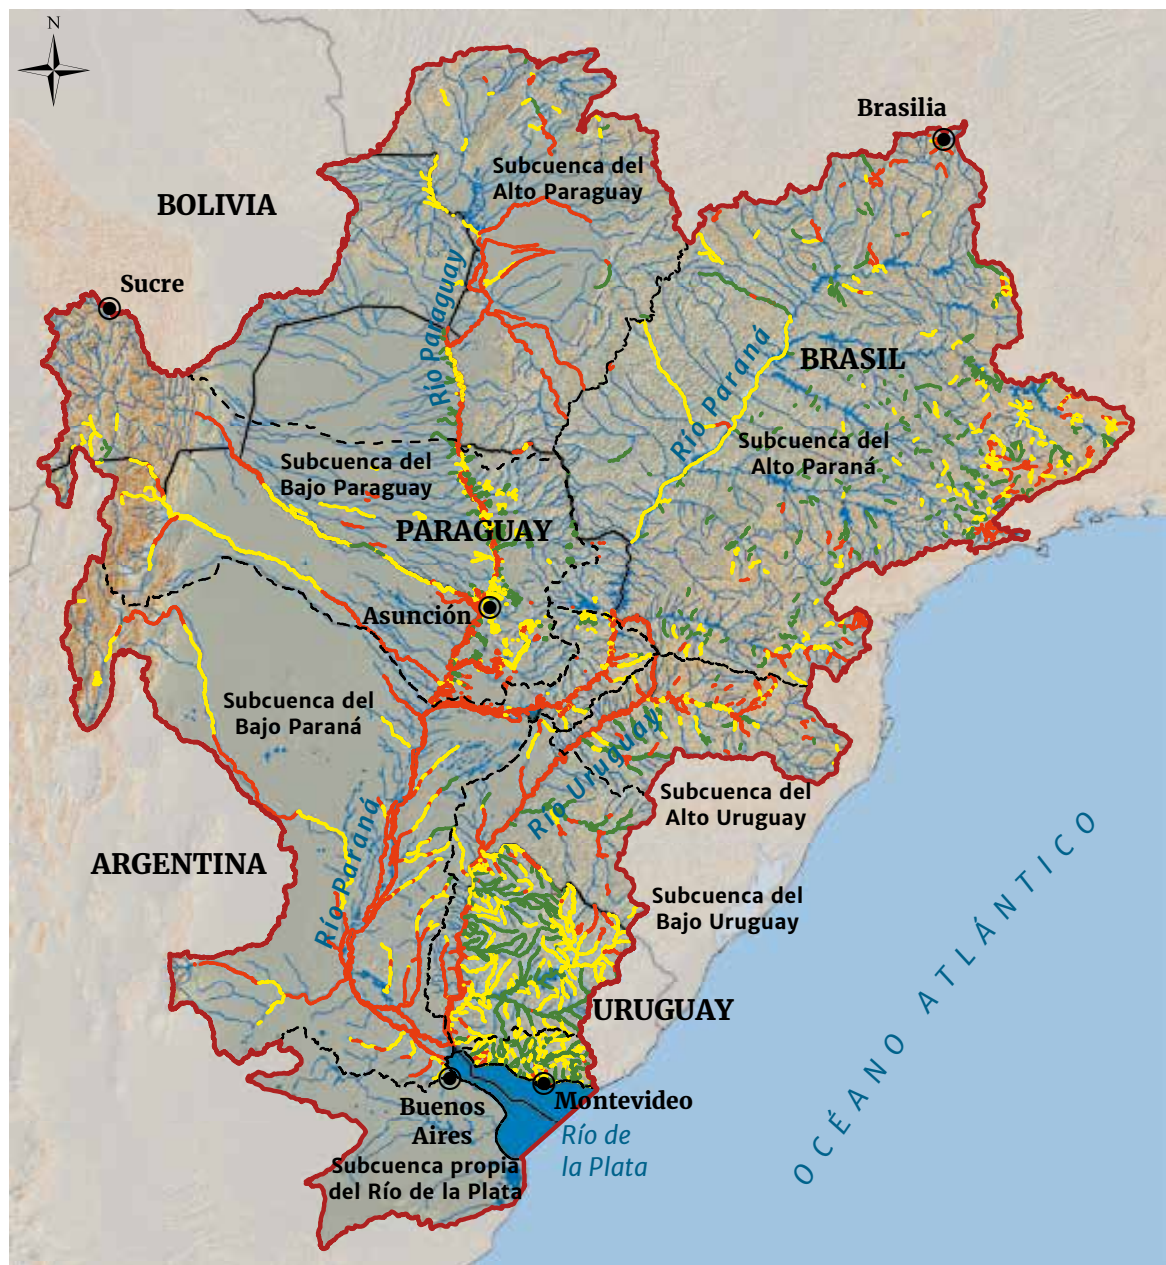 N
Brasilia
Subcuenca del
Alto Paraguay
BOLIVIA
Sucre
Río Paraguay
BRASIL
Río Paraná
Subcuenca del
Alto Paraná
Subcuenca del
Bajo Paraguay
PARAGUAY
Asunción
Subcuenca del
Bajo Paraná
Río Uruguay
Subcuenca del
Alto Uruguay
ARGENTINA
Río Paraná
Subcuenca del
Bajo Uruguay
OCÉANO ATLÁNTICO
URUGUAY
Buenos
Aires
Montevideo
Río de
la Plata
Subcuenca propia
del Río de la Plata